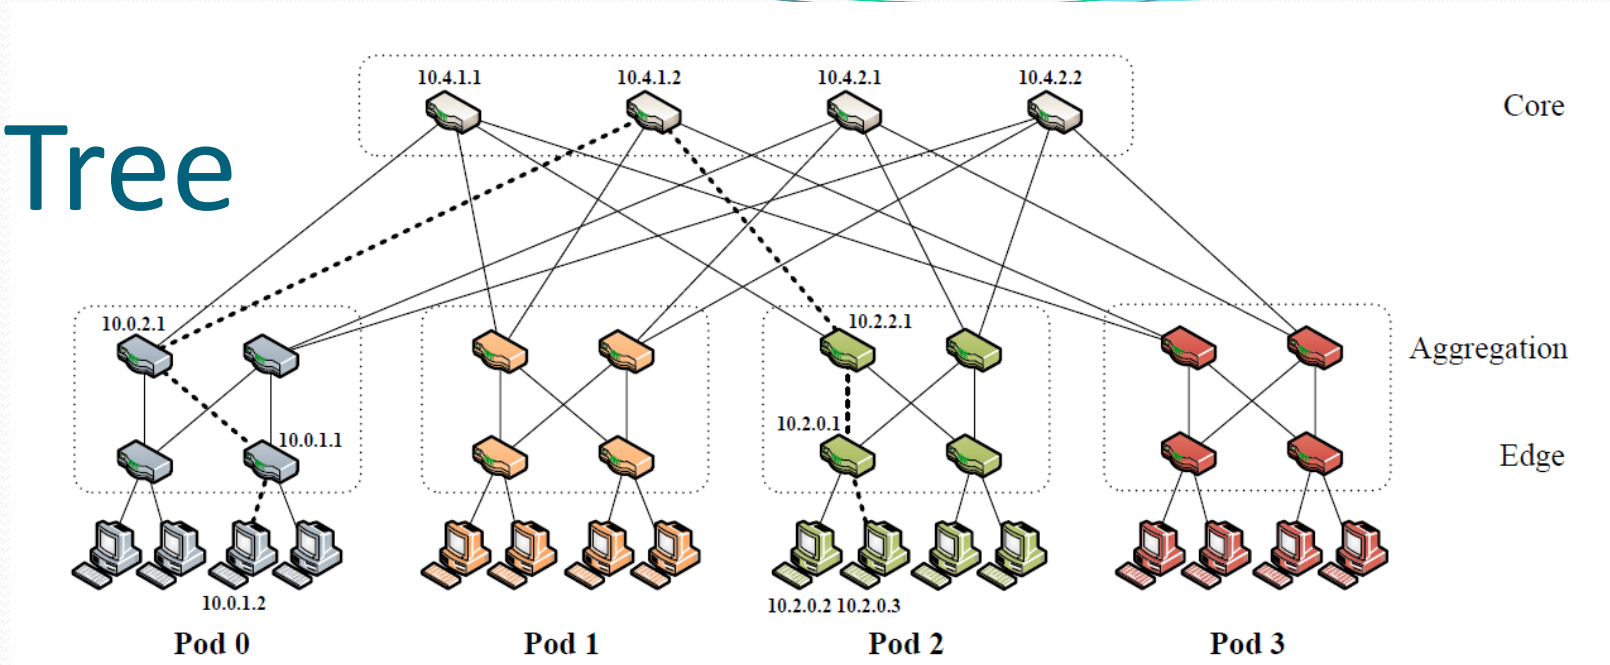 10.4.1.1 10.4.1.2 10.4.2.1 10.4.2.2
Core
Tree
10.0.2.1 10.2.2.1
Aggregation
10.2.0.1
10.0.1.1
Edge
10.0.1.2 10.2.0.2 10.2.0.3
Pod 0 Pod 1 Pod 2 Pod 3